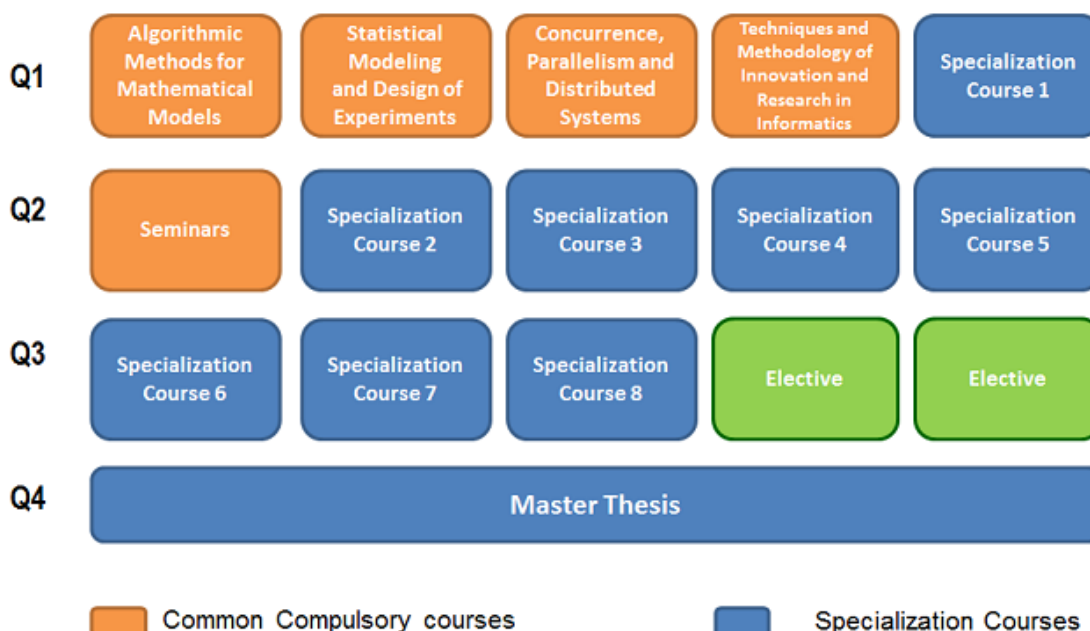 Q1
Algorithmic
Methods for
Mathematical
Models
Statistical
Modeling
and Design of
Experiments
Concurrence,
Parallelism and
Distributed
Systems
Techniques and
Methodology of
Innovation and
Research in
Informatics
Specialization
Course 1
Q2
Seminars
Specialization
Course 2
Specialization
Course 3
Specialization
Course 4
Specialization
Course 5
Q3
Specialization
Course 6
Specialization
Course 7
Specialization
Course 8
Elective
Elective
Q4
Master Thesis
Common Compulsory courses
Specialization Courses